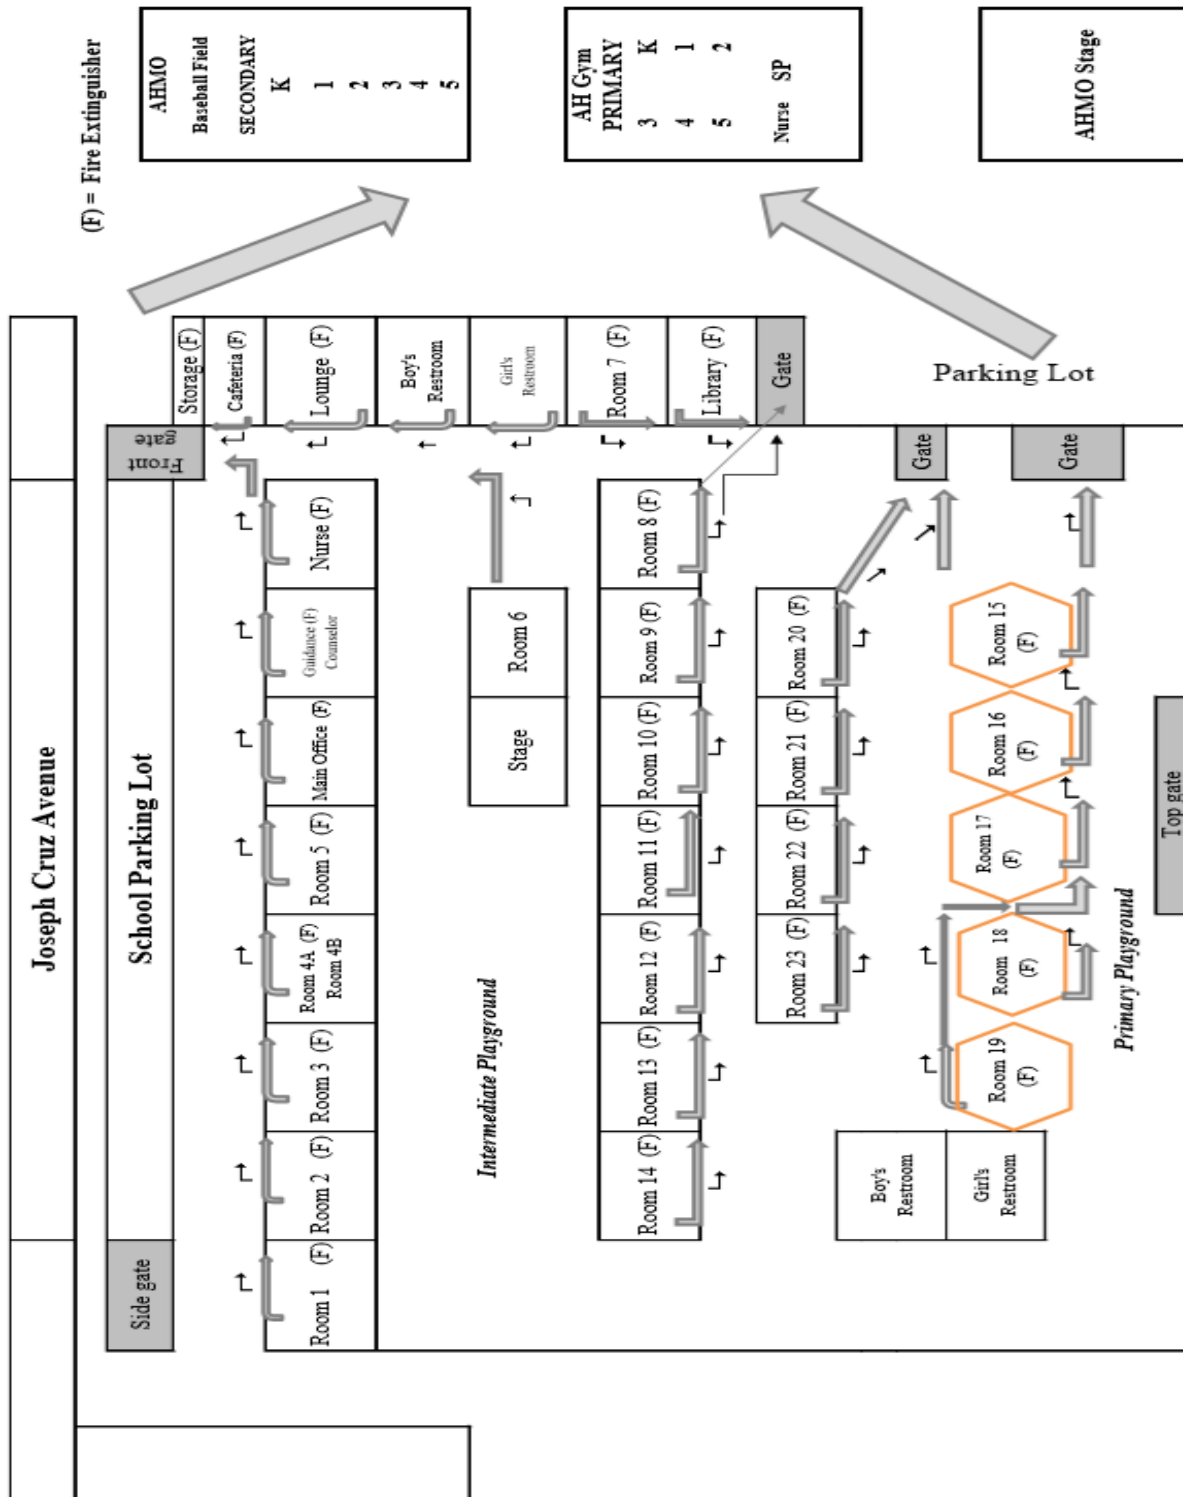 Joseph Cruz Avenue
Side gate
School Parking Lot
Front
gate
Storage (F)
Cafeteria (F)
Lounge (F)
Boy's
Restroom
Girl's
Restroom
Room 7 (F)
Library (F)
Gate
Room 1 (F)
Room 2 (F)
Room 3 (F)
Room 4A (F)
Room 4B
Room 5 (F)
Main Office (F)
Guidance (F)
Counselor
Nurse (F)
Intermediate Playground
Stage
Room 6
Room 14 (F)
Room 13 (F)
Room 12 (F)
Room 11 (F)
Room 10 (F)
Room 9 (F)
Room 8 (F)
Room 23 (F)
Room 22 (F)
Room 21 (F)
Room 20 (F)
Gate
Gate
Boy's
Restroom
Girl's
Restroom
Room 19
(F)
Room 18
(F)
Room 17
(F)
Room 16
(F)
Room 15
(F)
Primary Playground
Top gate
Parking Lot
(F) = Fire Extinguisher
AHMO
Baseball Field
SECONDARY
K
1
2
3
4
5
AH Gym
PRIMARY
3 K
4 1
5 2
Nurse SP
AHMO Stage